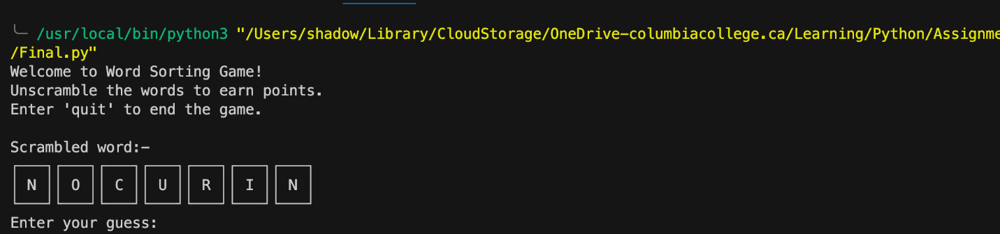 ╰─ /usr/local/bin/python3 "/Users/shadow/Library/CloudStorage/OneDrive-columbiacollege.ca/Learning/Python/Assignme
/Final.py"
Welcome to Word Sorting Game!
Unscramble the words to earn points.
Enter 'quit' to end the game.
Scrambled word:-
N O C U R I N
Enter your guess: